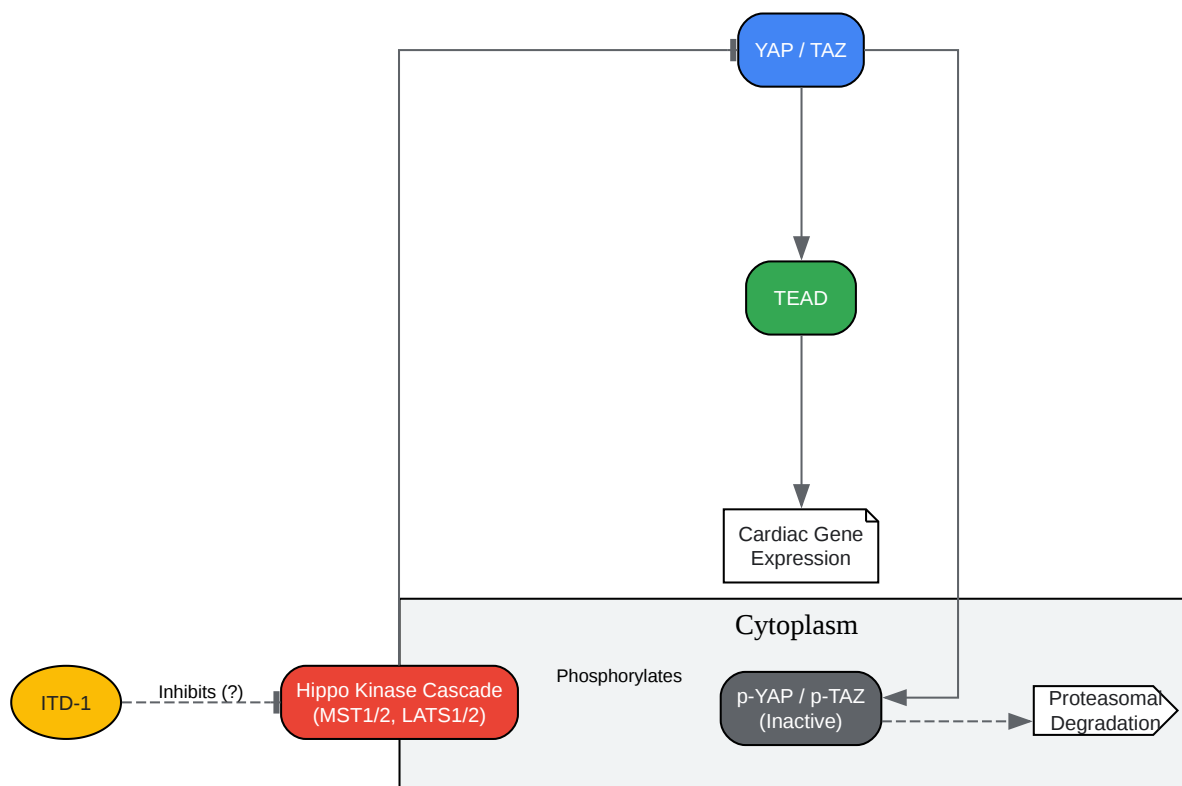 YAP / TAZ
TEAD
Cardiac Gene
Expression
Cytoplasm
ITD-1
Inhibits (?)
Hippo Kinase Cascade
(MST1/2, LATS1/2)
Phosphorylates
p-YAP / p-TAZ
(Inactive)
Proteasomal
Degradation